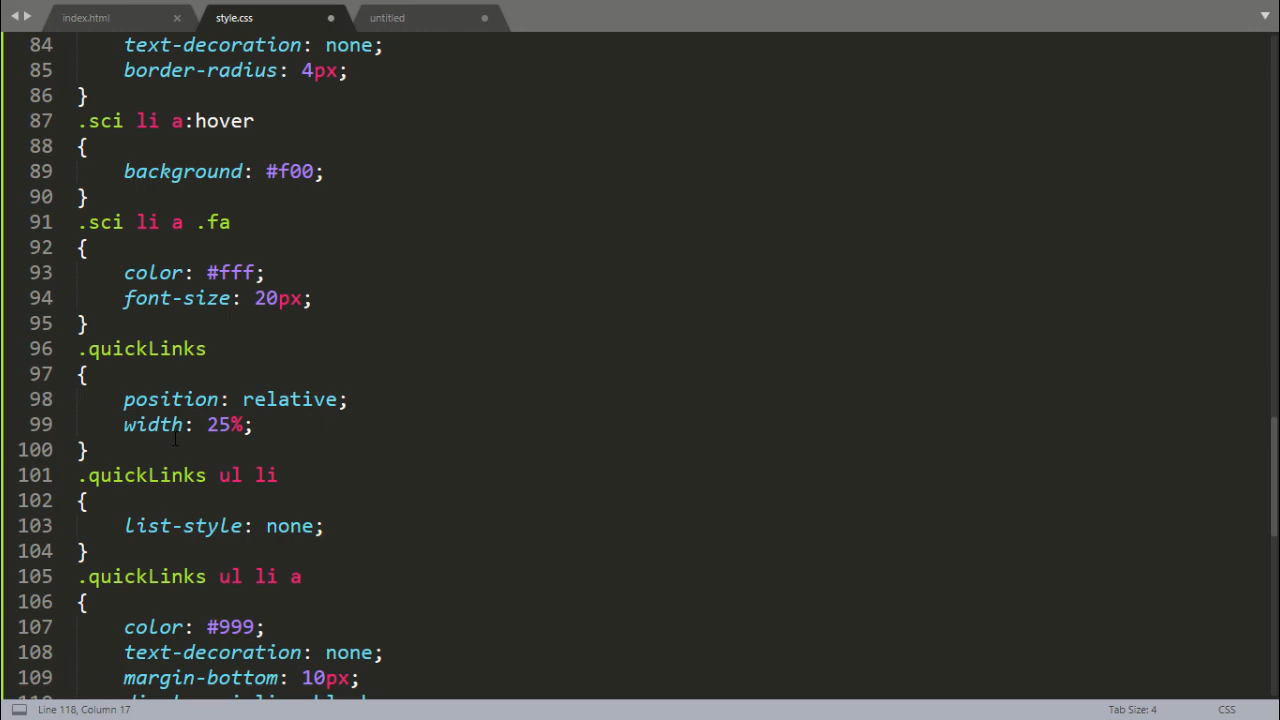 index.html × style.css untitled
84 text-decoration: none;
85 border-radius: 4px;
86 }
87 .sci li a:hover
88 {
89 background: #f00;
90 }
91 .sci li a .fa
92 {
93 color: #fff;
94 font-size: 20px;
95 }
96 .quickLinks
97 {
98 position: relative;
99 width: 25%;
100 }
101 .quickLinks ul li
102 {
103 list-style: none;
104 }
105 .quickLinks ul li a
106 {
107 color: #999;
108 text-decoration: none;
109 margin-bottom: 10px;
Line 118, Column 17 Tab Size: 4 CSS